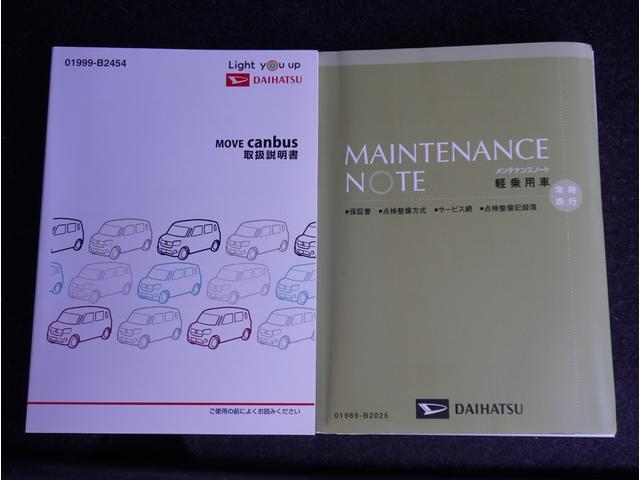 01999-B2454
Light you up
DAIHATSU
MOVE canbus
取扱説明書
ご使用の前によくお読みください
MAINTENANCE
NOTE
メンテナンスノート
軽乗用車
常時
携行
●保証書 ●点検整備方式 ●サービス網 ●点検整備記録簿
01989-B2025
DAIHATSU